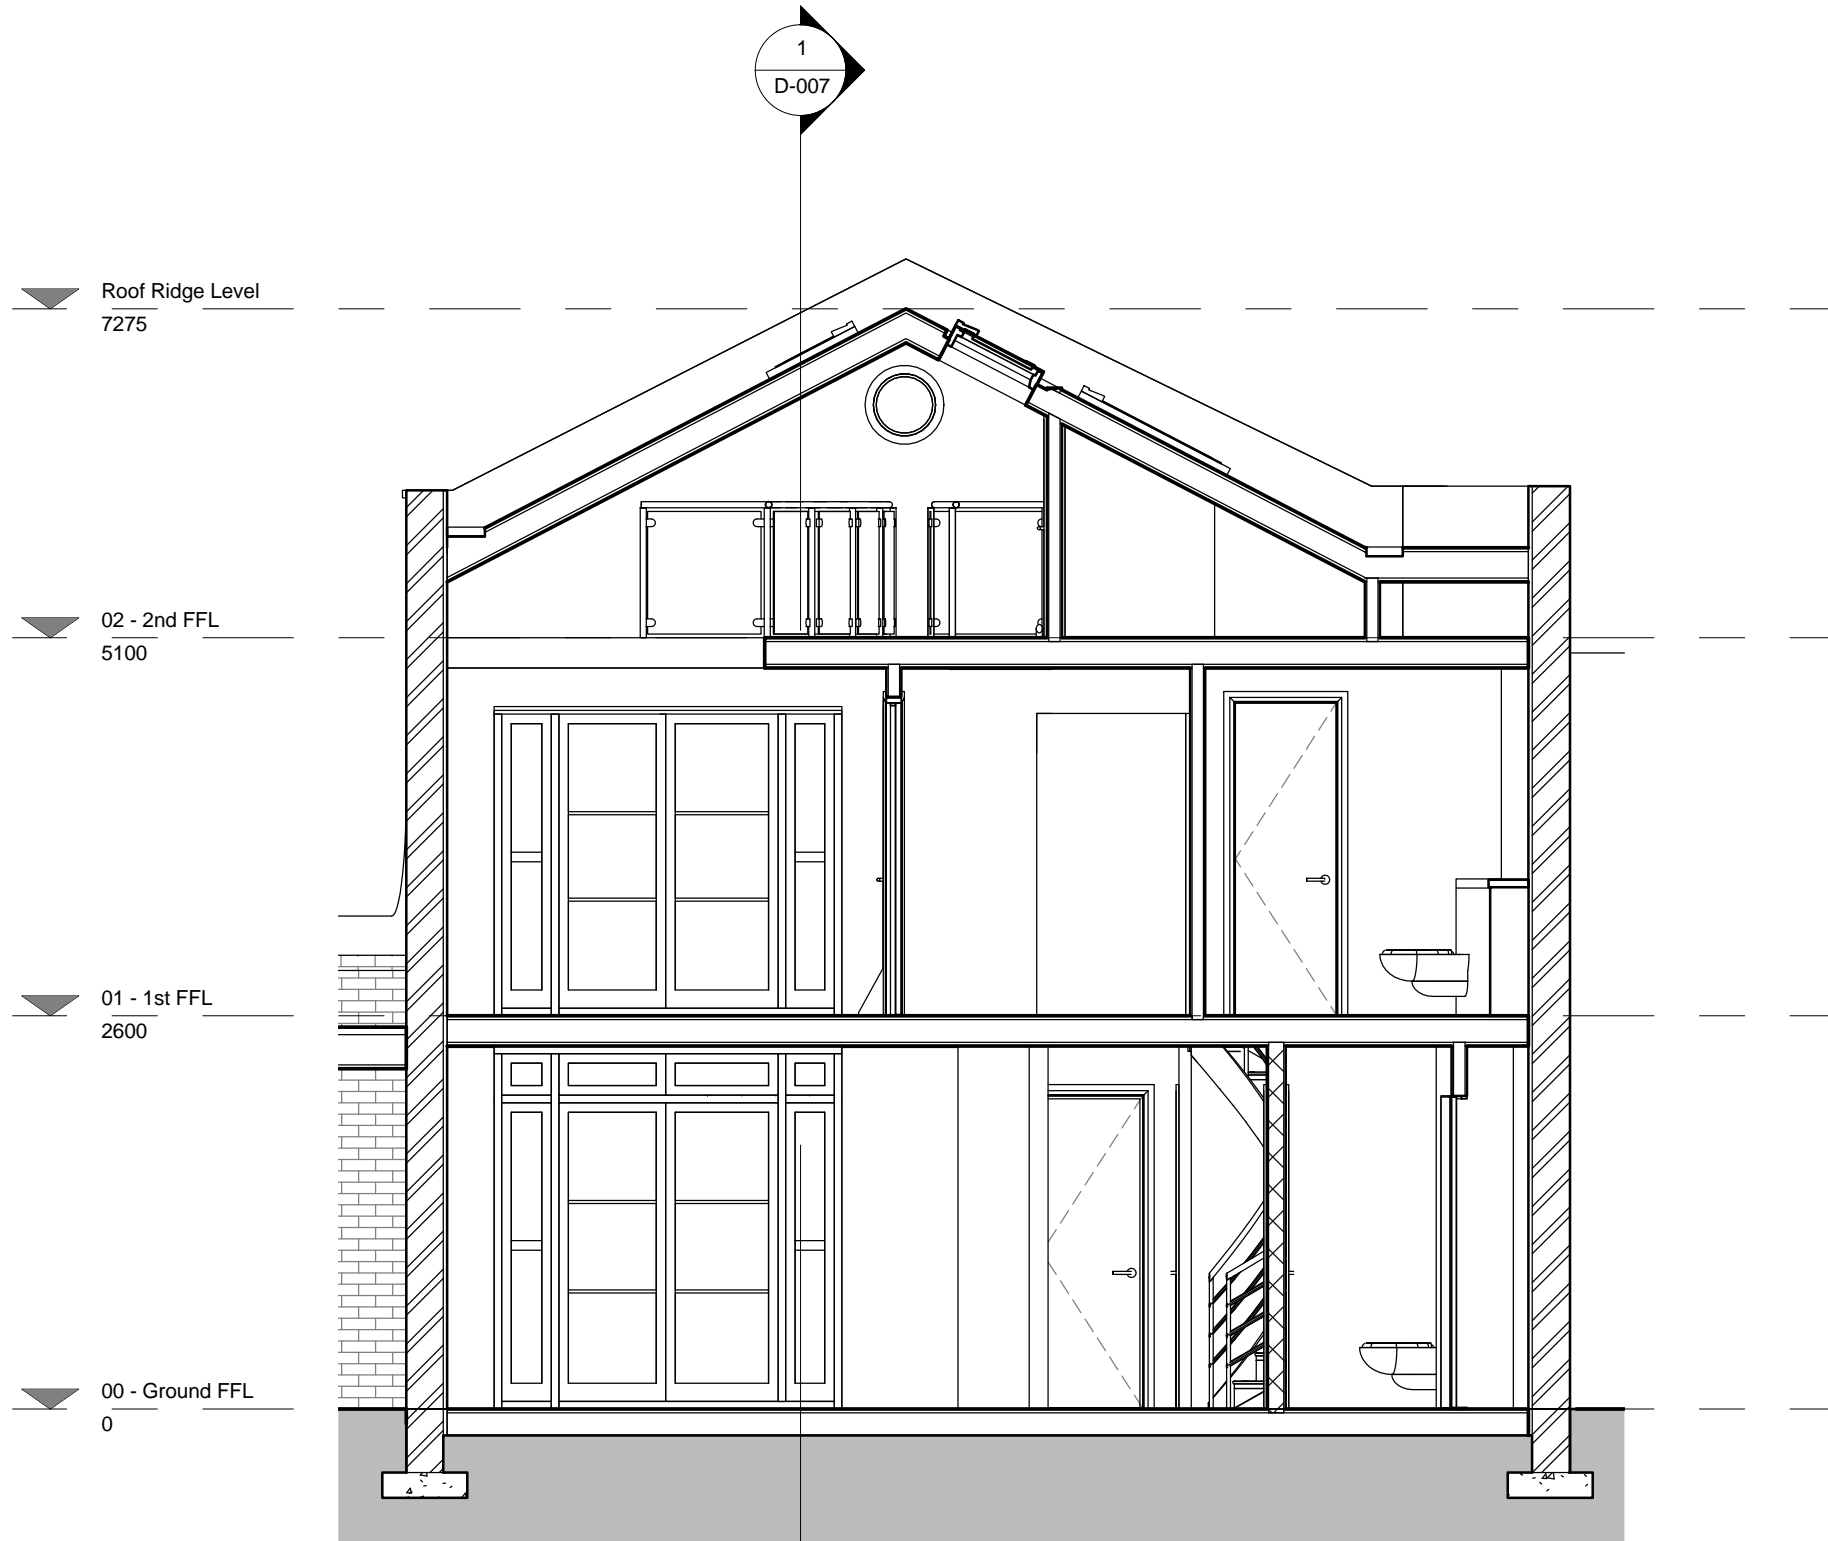 1
D-007
Roof Ridge Level
7275
02 - 2nd FFL
5100
01 - 1st FFL
2600
00 - Ground FFL
0